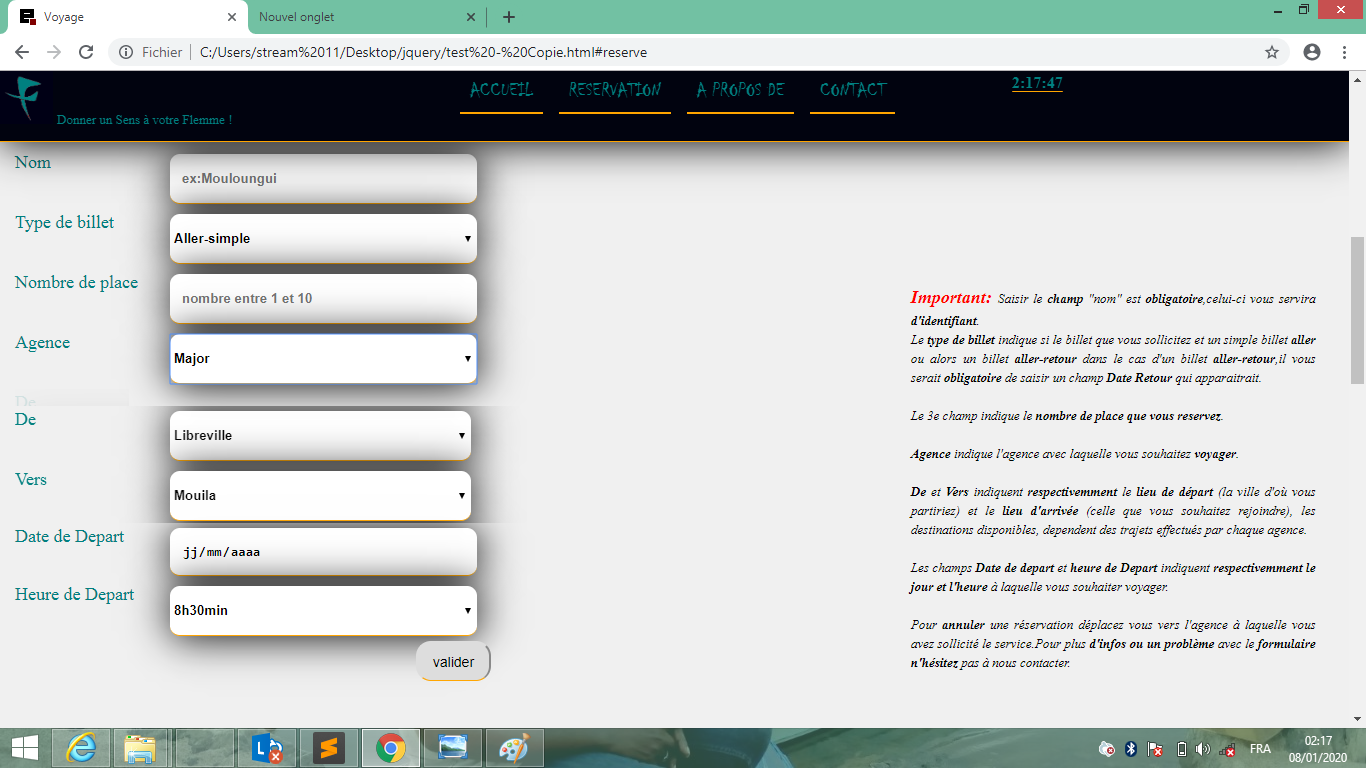 Voyage
Nouvel onglet
Fichier
C:/Users/stream%2011/Desktop/jquery/test%20-%20Copie.html#reserve
Donner un Sens à votre Flemme !
ACCUEIL RESERVATION A PROPOS DE CONTACT
2:17:47
Nom
ex:Mouloungui
Type de billet
Aller-simple
Nombre de place
nombre entre 1 et 10
Agence
Major
De
De
Libreville
Vers
Mouila
Date de Depart
jj/mm/aaaa
Heure de Depart
8h30min
valider
Important: Saisir le champ "nom" est obligatoire,celui-ci vous servira
d'identifiant.
Le type de billet indique si le billet que vous sollicitez et un simple billet aller
ou alors un billet aller-retour dans le cas d'un billet aller-retour,il vous
serait obligatoire de saisir un champ Date Retour qui apparaitrait.
Le 3e champ indique le nombre de place que vous reservez.
Agence indique l'agence avec laquelle vous souhaitez voyager.
De et Vers indiquent respectivemment le lieu de départ (la ville d'où vous
partiriez) et le lieu d'arrivée (celle que vous souhaitez rejoindre), les
destinations disponibles, dependent des trajets effectués par chaque agence.
Les champs Date de depart et heure de Depart indiquent respectivemment le
jour et l'heure à laquelle vous souhaiter voyager.
Pour annuler une réservation déplacez vous vers l'agence à laquelle vous
avez sollicité le service.Pour plus d'infos ou un problème avec le formulaire
n'hésitez pas à nous contacter.
FRA
02:17
08/01/2020